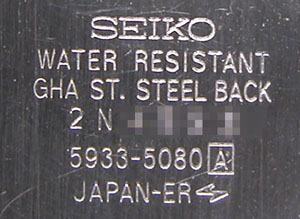 SEIKO
WATER RESISTANT
GHA ST. STEEL BACK
2 N
5933-5080 A
JAPAN-ER